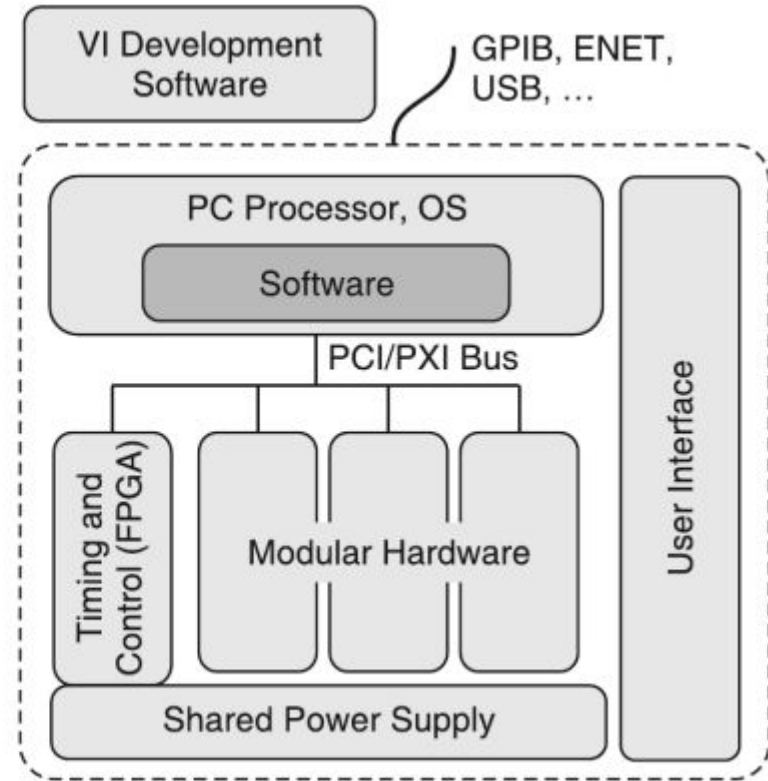 VI Development
Software
GPIB, ENET,
USB, ...
PC Processor, OS
Software
PCI/PXI Bus
Timing and
Control (FPGA)
Modular Hardware
User Interface
Shared Power Supply